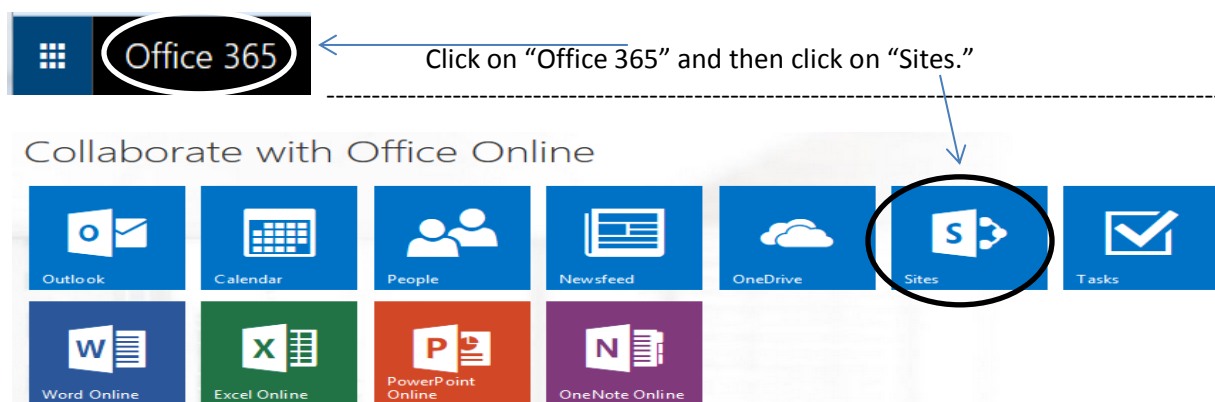 Office 365
Click on “Office 365” and then click on “Sites.”
Collaborate with Office Online
Outlook Calendar People Newsfeed OneDrive Sites Tasks
Word Online Excel Online PowerPoint Online OneNote Online